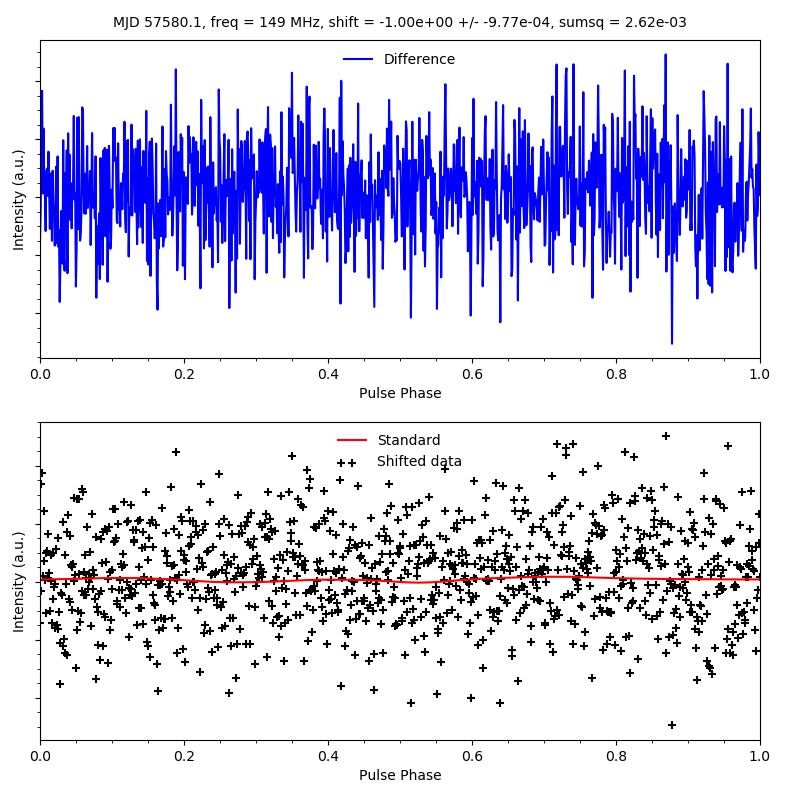 MJD 57580.1, freq = 149 MHz, shift = -1.00e+00 +/- -9.77e-04, sumsq = 2.62e-03
Difference
Intensity (a.u.)
0.0 0.2 0.4 0.6 0.8 1.0
Pulse Phase
Standard
Shifted data
Intensity (a.u.)
0.0 0.2 0.4 0.6 0.8 1.0
Pulse Phase